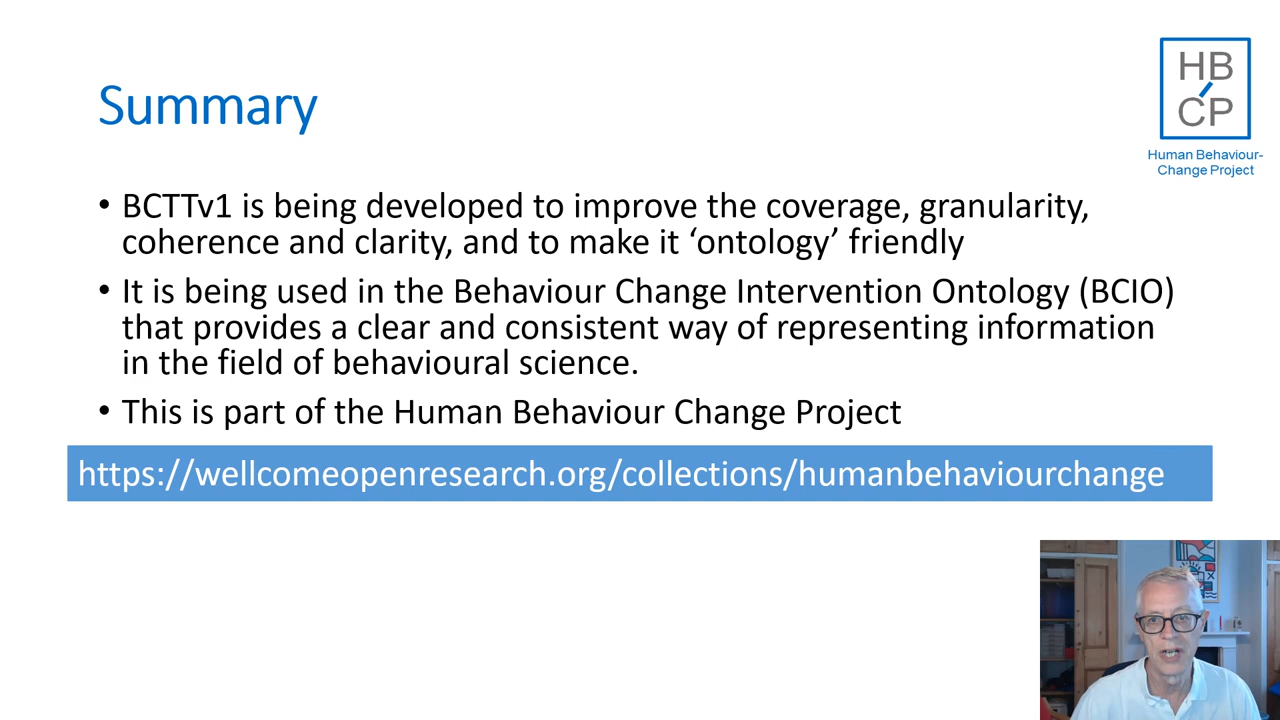 HB
CP
Human Behaviour-
Change Project
Summary
• BCTTv1 is being developed to improve the coverage, granularity,
coherence and clarity, and to make it ‘ontology’ friendly
• It is being used in the Behaviour Change Intervention Ontology (BCIO)
that provides a clear and consistent way of representing information
in the field of behavioural science.
• This is part of the Human Behaviour Change Project
https://wellcomeopenresearch.org/collections/humanbehaviourchange